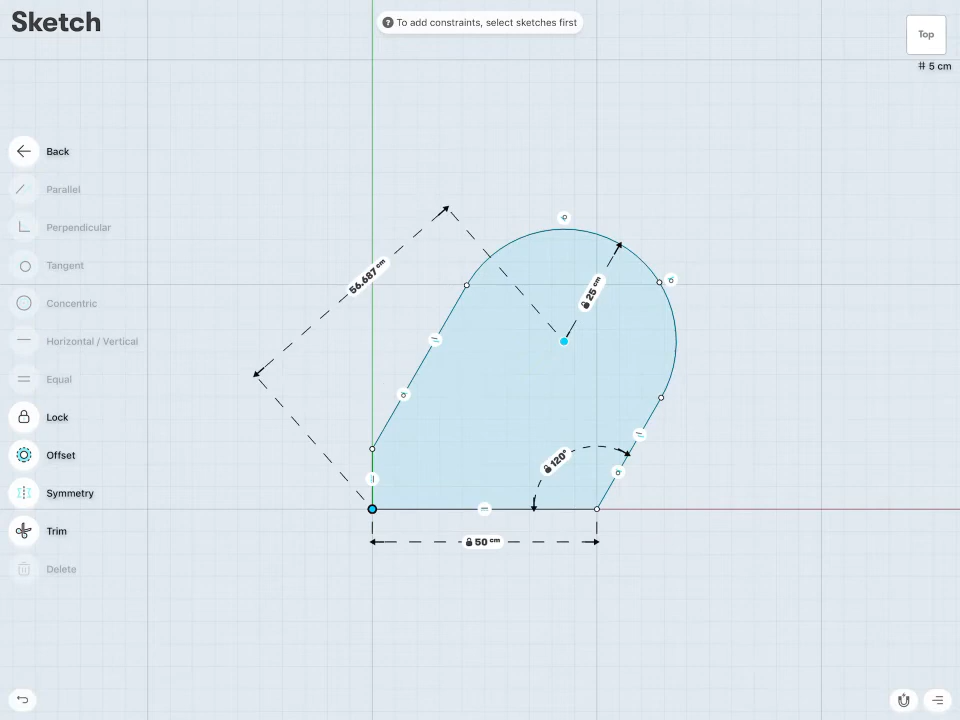 Sketch
To add constraints, select sketches first
Top
5 cm
Back
Parallel
Perpendicular
Tangent
Concentric
Horizontal / Vertical
Equal
Lock
Offset
Symmetry
Trim
Delete
56.687 cm
25 cm
120°
50 cm